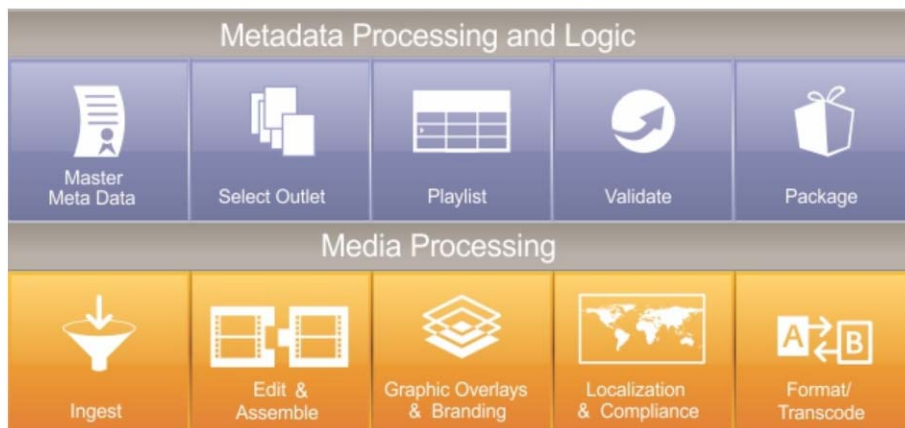 Metadata Processing and Logic
Master
Meta Data
Select Outlet
Playlist
Validate
Package
Media Processing
Ingest
Edit &
Assemble
Graphic Overlays
& Branding
Localization
& Compliance
A B
Format/
Transcode